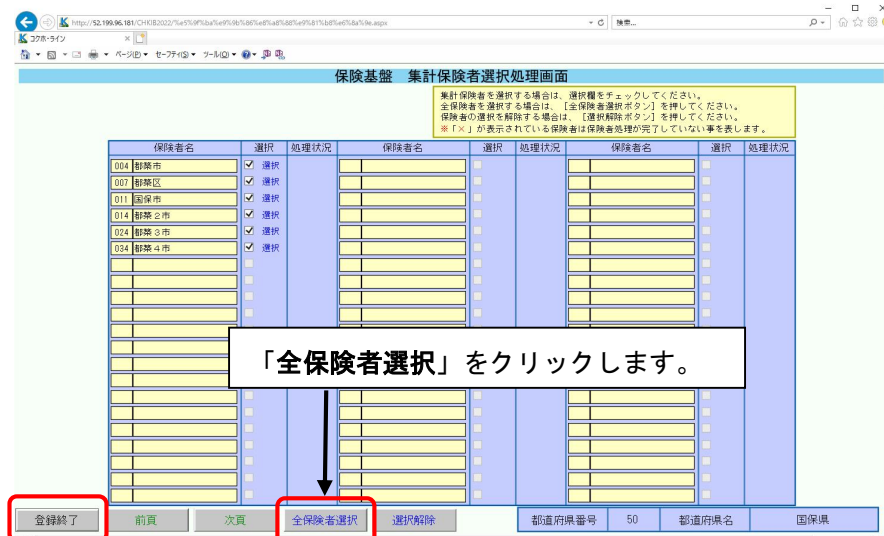 http://52.199.96.181/CHKIB2022/%e5%9f%ba%e9%9b%86%e8%a8%88%e9%81%b8%e6%8a%9e.aspx
検索...
コクホ-ライン
ページ(P) セーフティ(S) ツール(O)
保険基盤 集計保険者選択処理画面
集計保険者を選択する場合は、選択欄をチェックしてください。
全保険者を選択する場合は、[全保険者選択ボタン]を押してください。
保険者の選択を解除する場合は、[選択解除ボタン]を押してください。
※「×」が表示されている保険者は保険者処理が完了していない事を表します。
保険者名 選択 処理状況 保険者名 選択 処理状況 保険者名 選択 処理状況
004 都築市 選択
007 都築区 選択
011 国保市 選択
014 都築2市 選択
024 都築3市 選択
034 都築4市 選択
「全保険者選択」をクリックします。
登録終了 前頁 次頁 全保険者選択 選択解除 都道府県番号 50 都道府県名 国保県